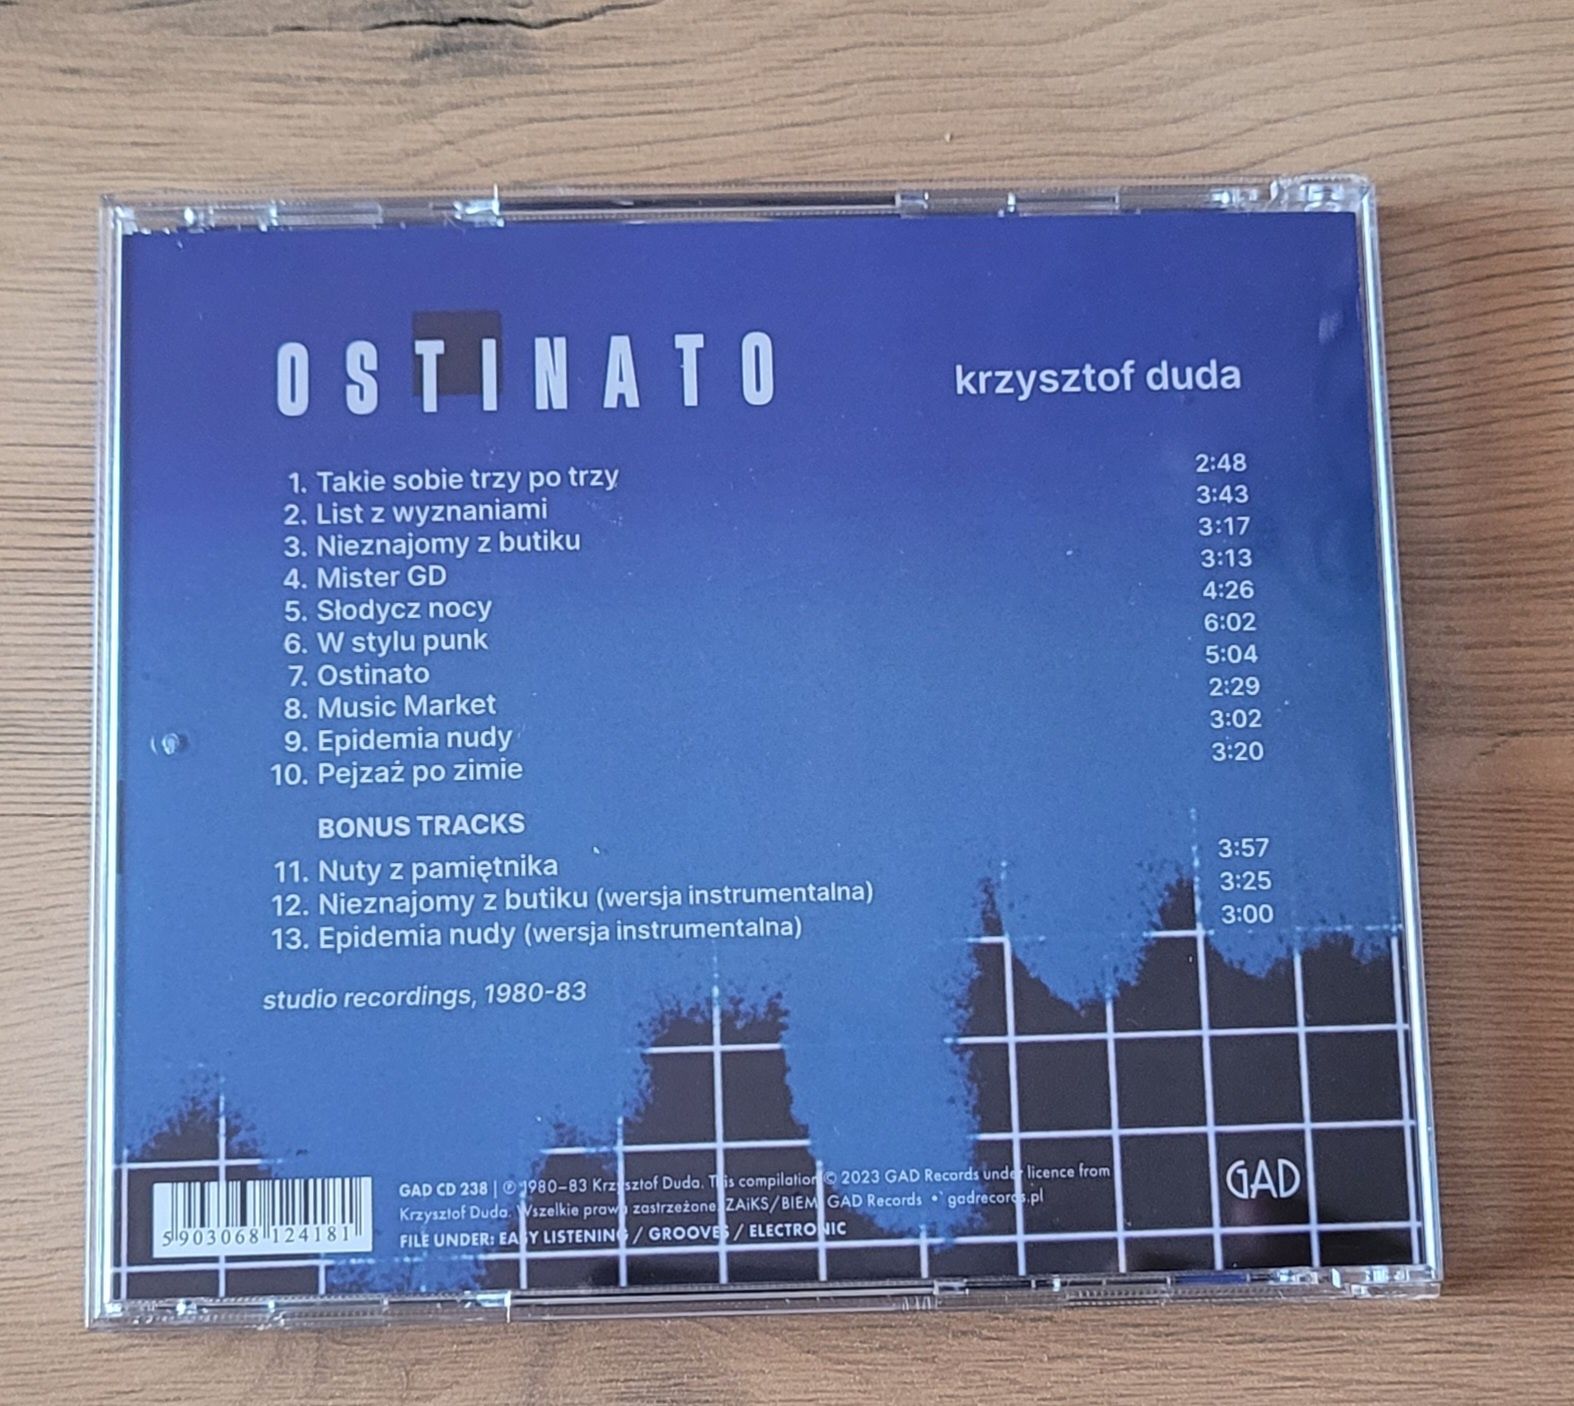 OSTINATO
krzysztof duda
1. Takie sobie trzy po trzy 2:48
2. List z wyznaniami 3:43
3. Nieznajomy z butiku 3:17
4. Mister GD 3:13
5. Słodycz nocy 4:26
6. W stylu punk 6:02
7. Ostinato 5:04
8. Music Market 2:29
9. Epidemia nudy 3:02
10. Pejzaż po zimie 3:20
BONUS TRACKS
11. Nuty z pamiętnika 3:57
12. Nieznajomy z butiku (wersja instrumentalna) 3:25
13. Epidemia nudy (wersja instrumentalna) 3:00
studio recordings, 1980-83
GAD CD 238 | ℗ 1980–83 Krzysztof Duda. This compilation © 2023 GAD Records under licence from
Krzysztof Duda. Wszelkie prawa zastrzeżone. ZAiKS/BIEM. GAD Records • gadrecords.pl
FILE UNDER: EASY LISTENING / GROOVES / ELECTRONIC
5 903068 124181
GAD